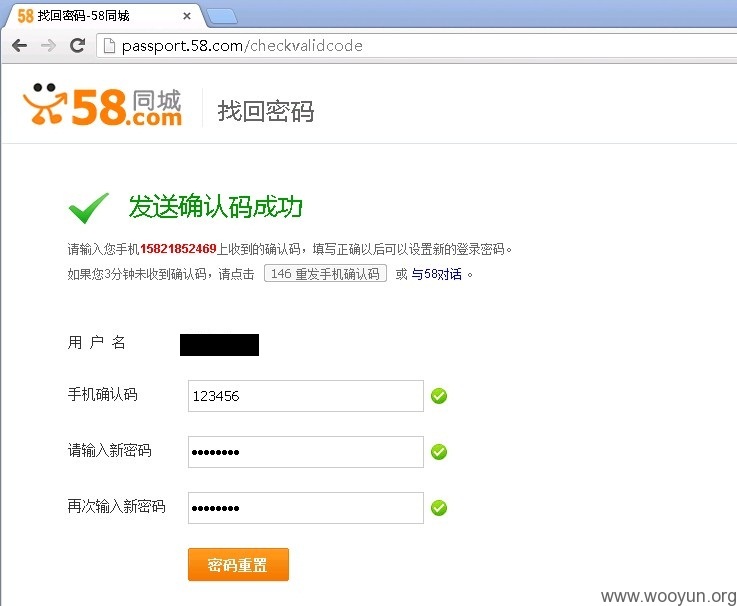 58 找回密码-58同城
passport.58.com/checkvalidcode
58同城.com 找回密码
发送确认码成功
请输入您手机15821852469上收到的确认码，填写正确以后可以设置新的登录密码。
如果您3分钟未收到确认码，请点击 146 重发手机确认码 或 与58对话 。
用 户 名
手机确认码 123456
请输入新密码 ••••••••
再次输入新密码 ••••••••
密码重置
www.wooyun.org